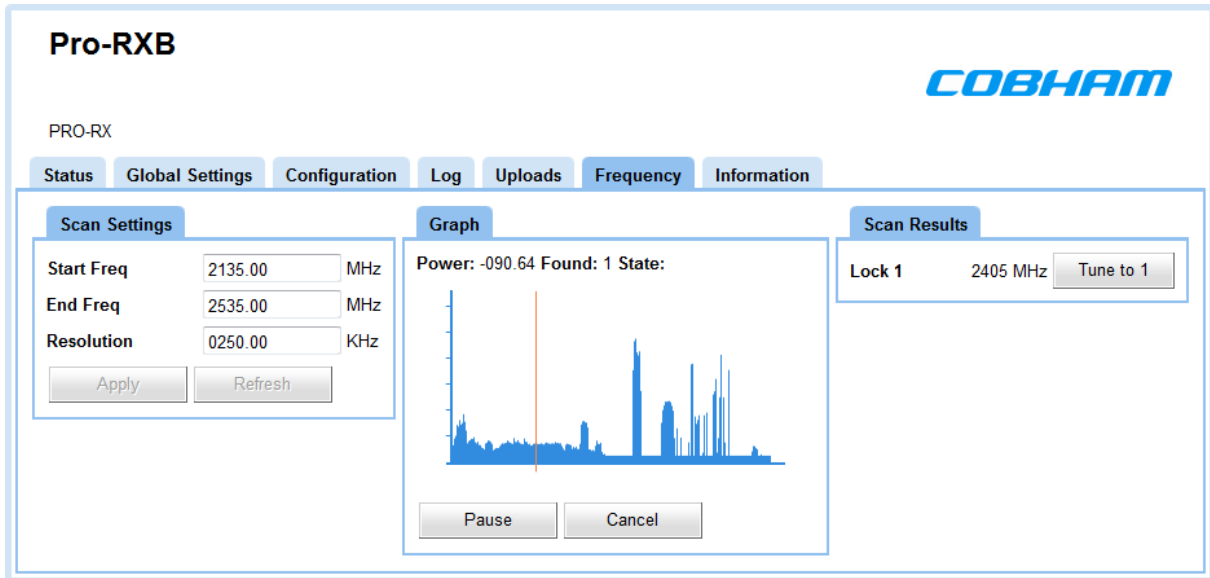 Pro-RXB
COBHAM
PRO-RX
Status Global Settings Configuration Log Uploads Frequency Information
Scan Settings
Start Freq 2135.00 MHz
End Freq 2535.00 MHz
Resolution 0250.00 KHz
Apply Refresh
Graph
Power: -090.64 Found: 1 State:
Pause Cancel
Scan Results
Lock 1 2405 MHz Tune to 1